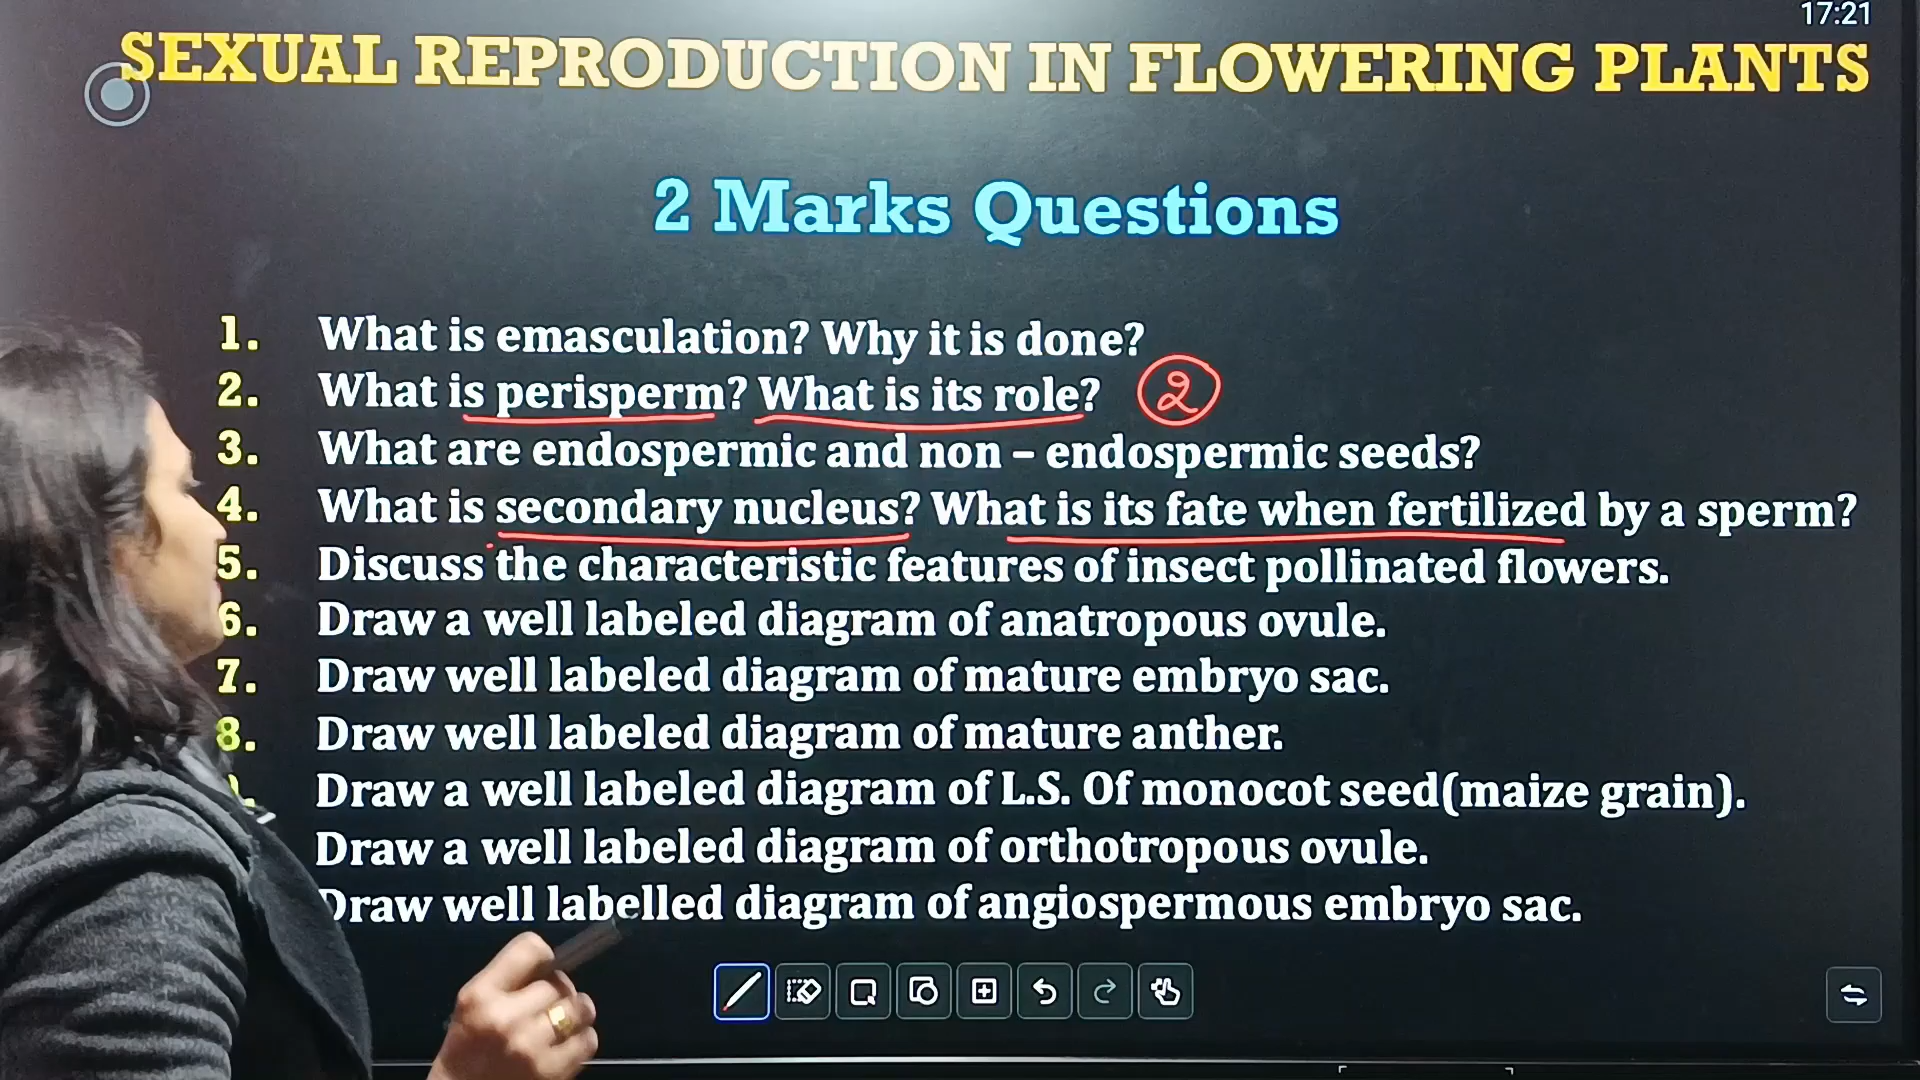 17:21
SEXUAL REPRODUCTION IN FLOWERING PLANTS
2 Marks Questions
1. What is emasculation? Why it is done?
2. What is perisperm? What is its role? 2
3. What are endospermic and non – endospermic seeds?
4. What is secondary nucleus? What is its fate when fertilized by a sperm?
5. Discuss the characteristic features of insect pollinated flowers.
6. Draw a well labeled diagram of anatropous ovule.
7. Draw well labeled diagram of mature embryo sac.
8. Draw well labeled diagram of mature anther.
Draw a well labeled diagram of L.S. Of monocot seed(maize grain).
Draw a well labeled diagram of orthotropous ovule.
Draw well labelled diagram of angiospermous embryo sac.